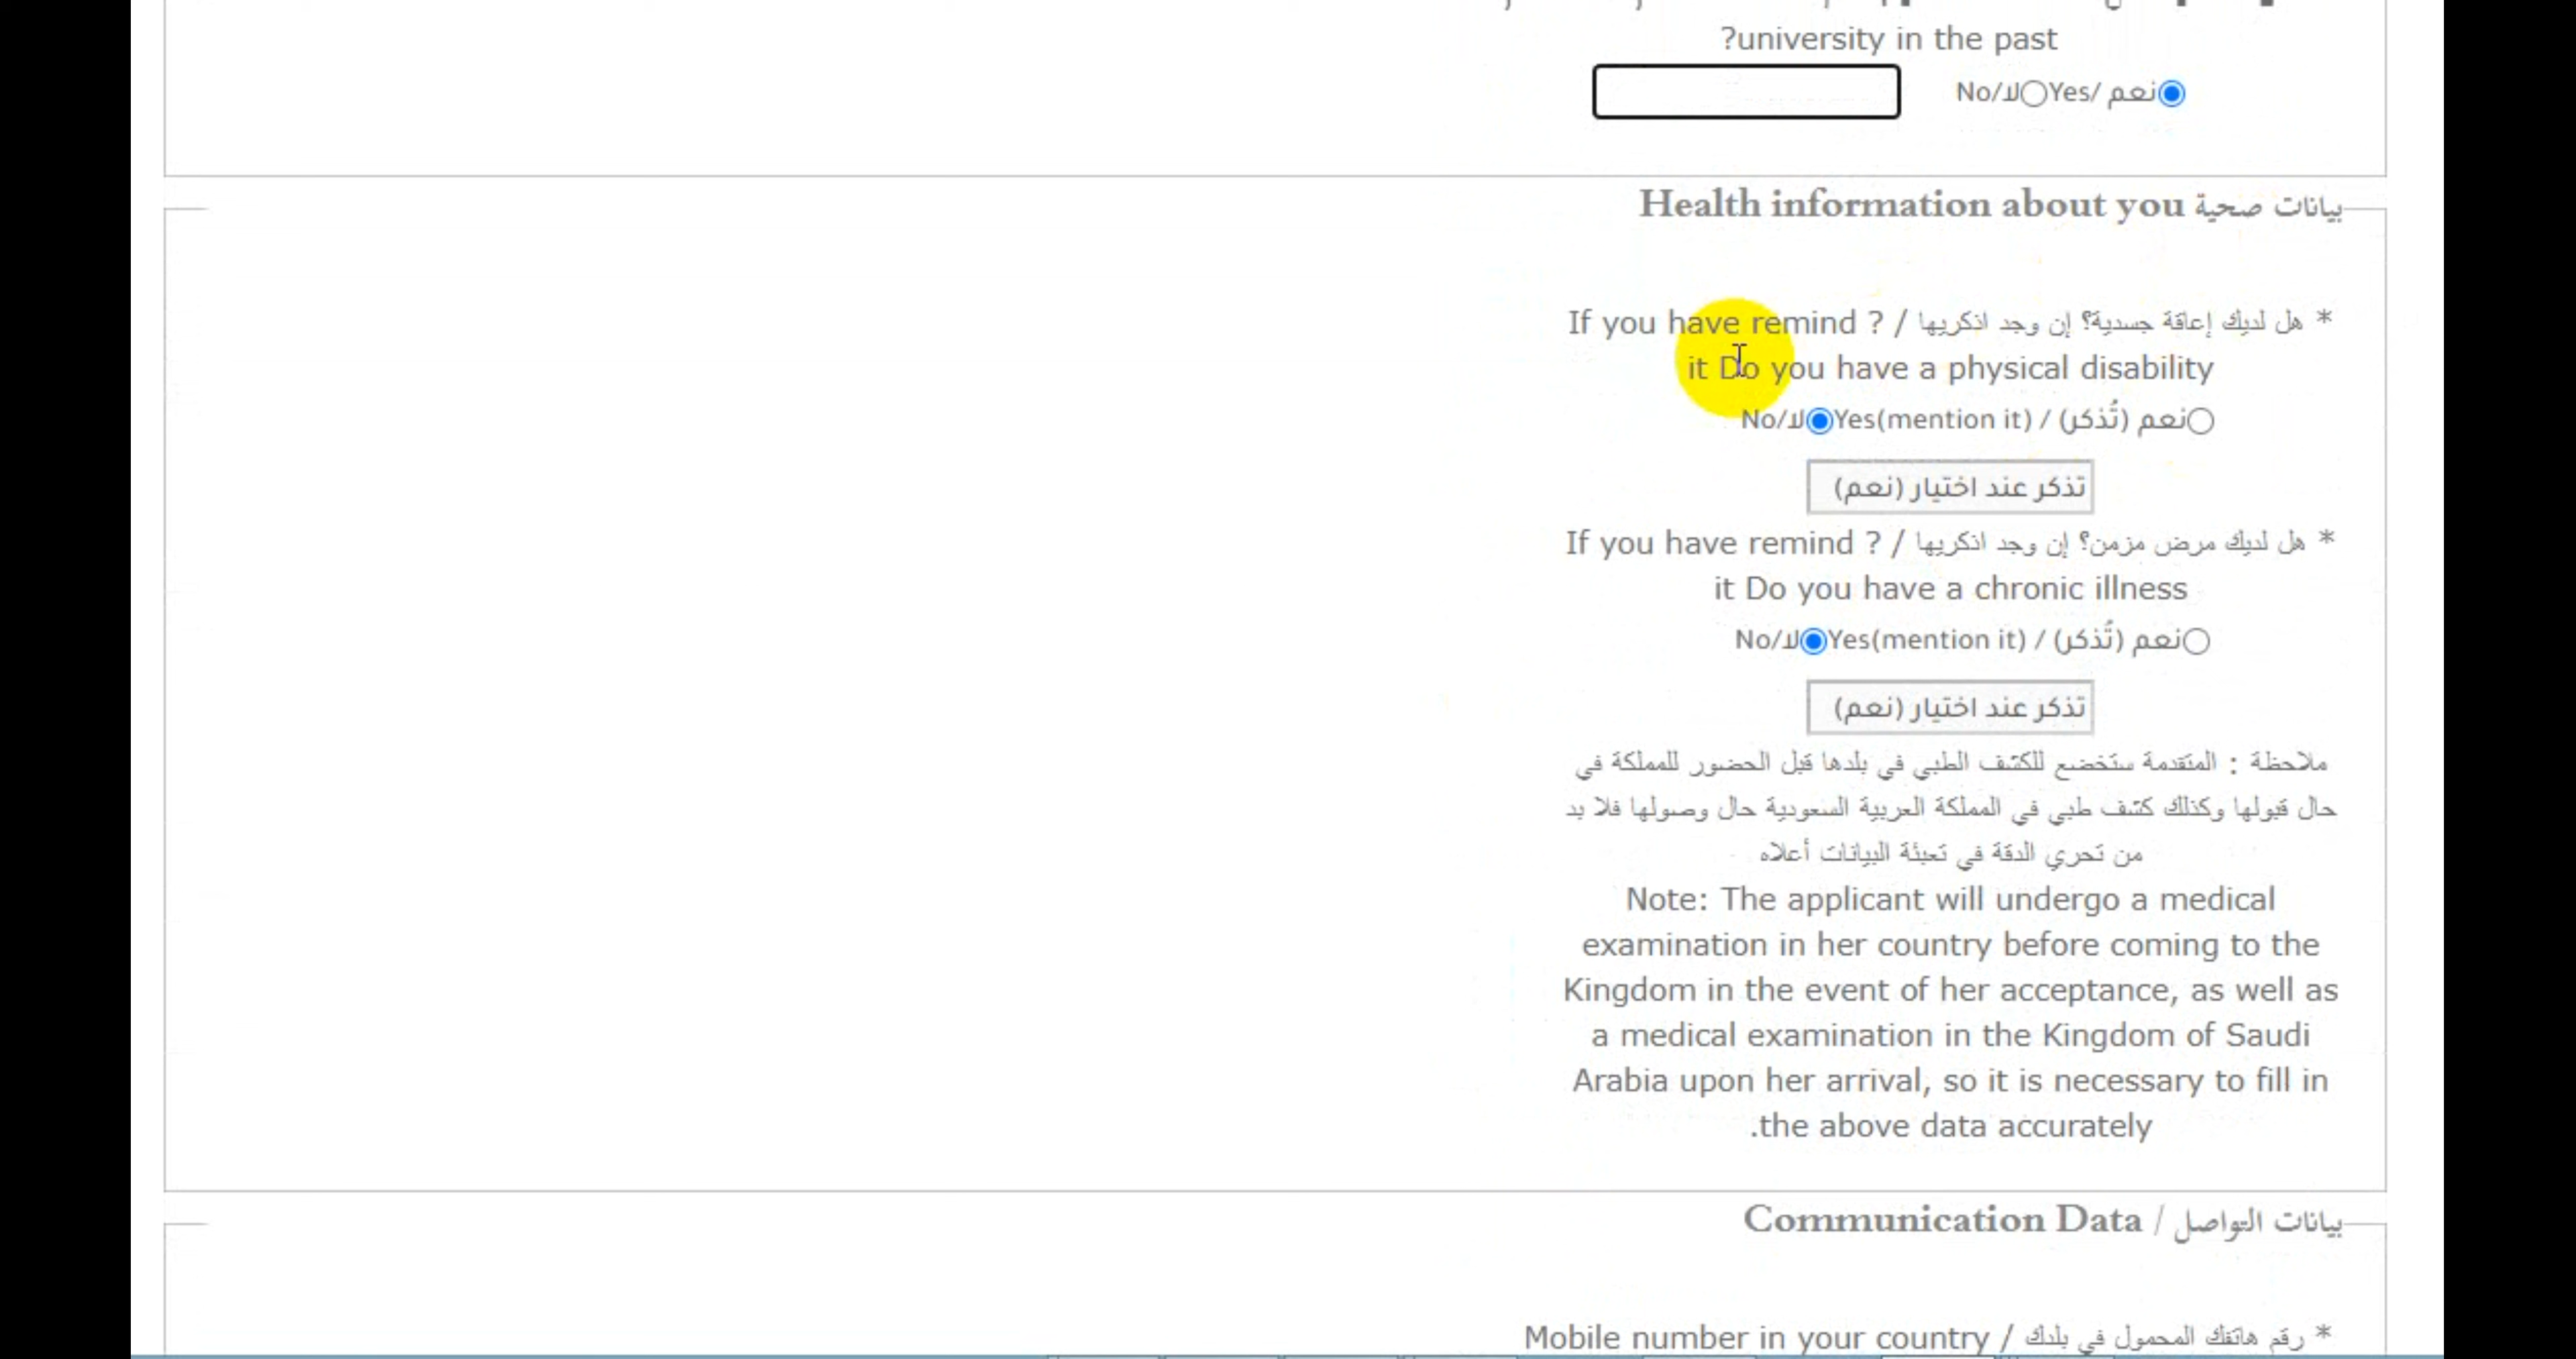 ?university in the past
نعم /Yes لا/No
بيانات صحية Health information about you
* هل لديك إعاقة جسدية؟ إن وجد اذكريها / ? If you have remind
it Do you have a physical disability
نعم (تُذكر) / Yes(mention it) لا/No
تذكر عند اختيار (نعم)
* هل لديك مرض مزمن؟ إن وجد اذكريها / ? If you have remind
it Do you have a chronic illness
نعم (تُذكر) / Yes(mention it) لا/No
تذكر عند اختيار (نعم)
ملاحظة : المتقدمة ستخضع للكشف الطبي في بلدها قبل الحضور للمملكة في
حال قبولها وكذلك كشف طبي في المملكة العربية السعودية حال وصولها فلا بد
من تحري الدقة في تعبئة البيانات أعلاه
Note: The applicant will undergo a medical
examination in her country before coming to the
Kingdom in the event of her acceptance, as well as
a medical examination in the Kingdom of Saudi
Arabia upon her arrival, so it is necessary to fill in
.the above data accurately
بيانات التواصل / Communication Data
* رقم هاتفك المحمول في بلدك / Mobile number in your country